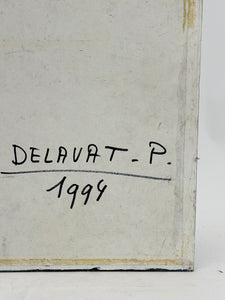 DELAVAT - P.
1994